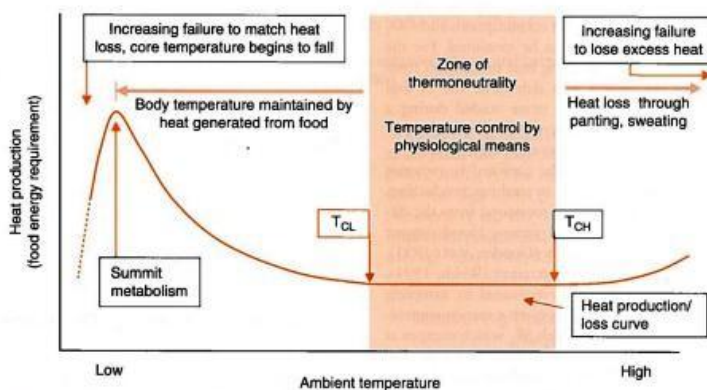 Increasing failure to match heat
loss, core temperature begins to fall
Increasing failure
to lose excess heat
Zone of
thermoneutrality
Body temperature maintained by
heat generated from food
Heat loss through
panting, sweating
Temperature control by
physiological means
Heat production
(food energy requirement)
TCL
TCH
Summit
metabolism
Heat production/
loss curve
Low
High
Ambient temperature